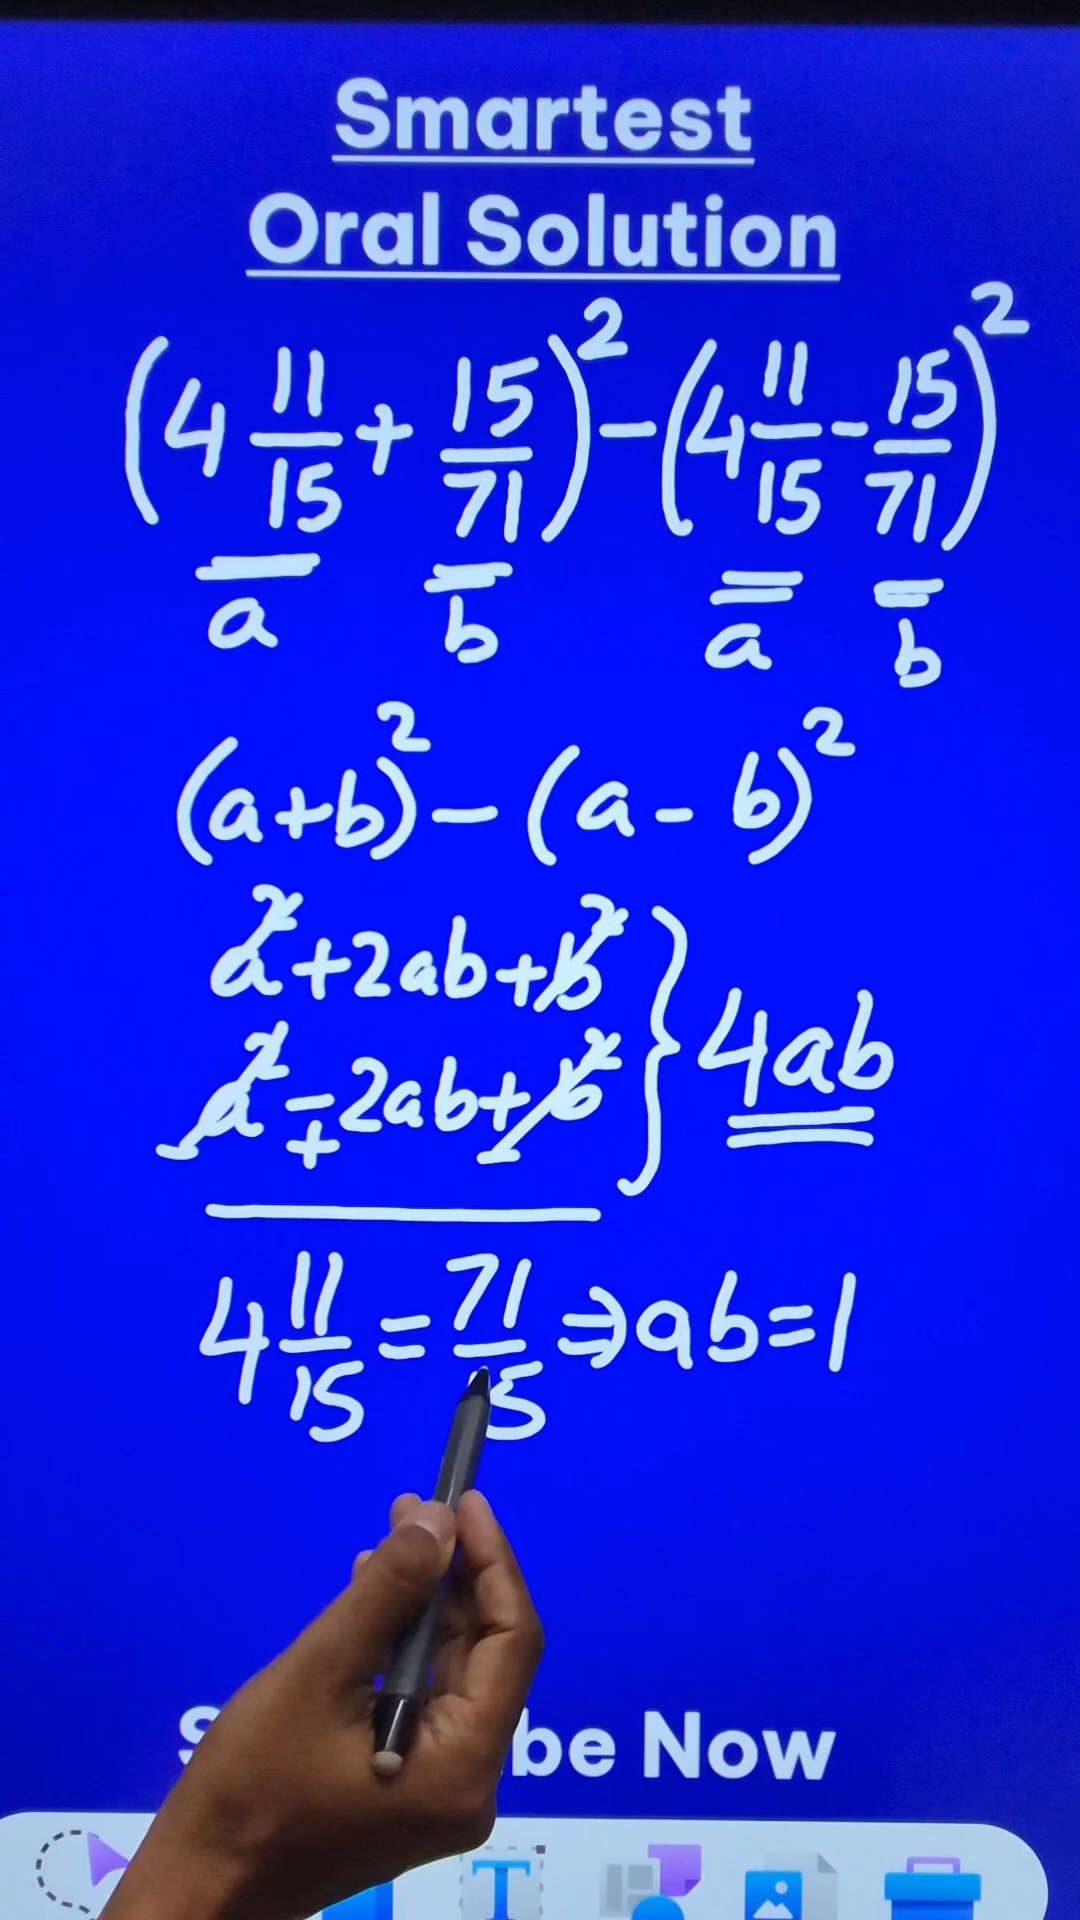 Smartest
Oral Solution
(4 11/15 + 15/71)² - (4 11/15 - 15/71)²
a b a b
(a+b)² - (a - b)²
a²+2ab+b²
a²-2ab+b² } 4ab
- + -
4 11/15 = 71/15 ⇒ ab=1
be Now
T